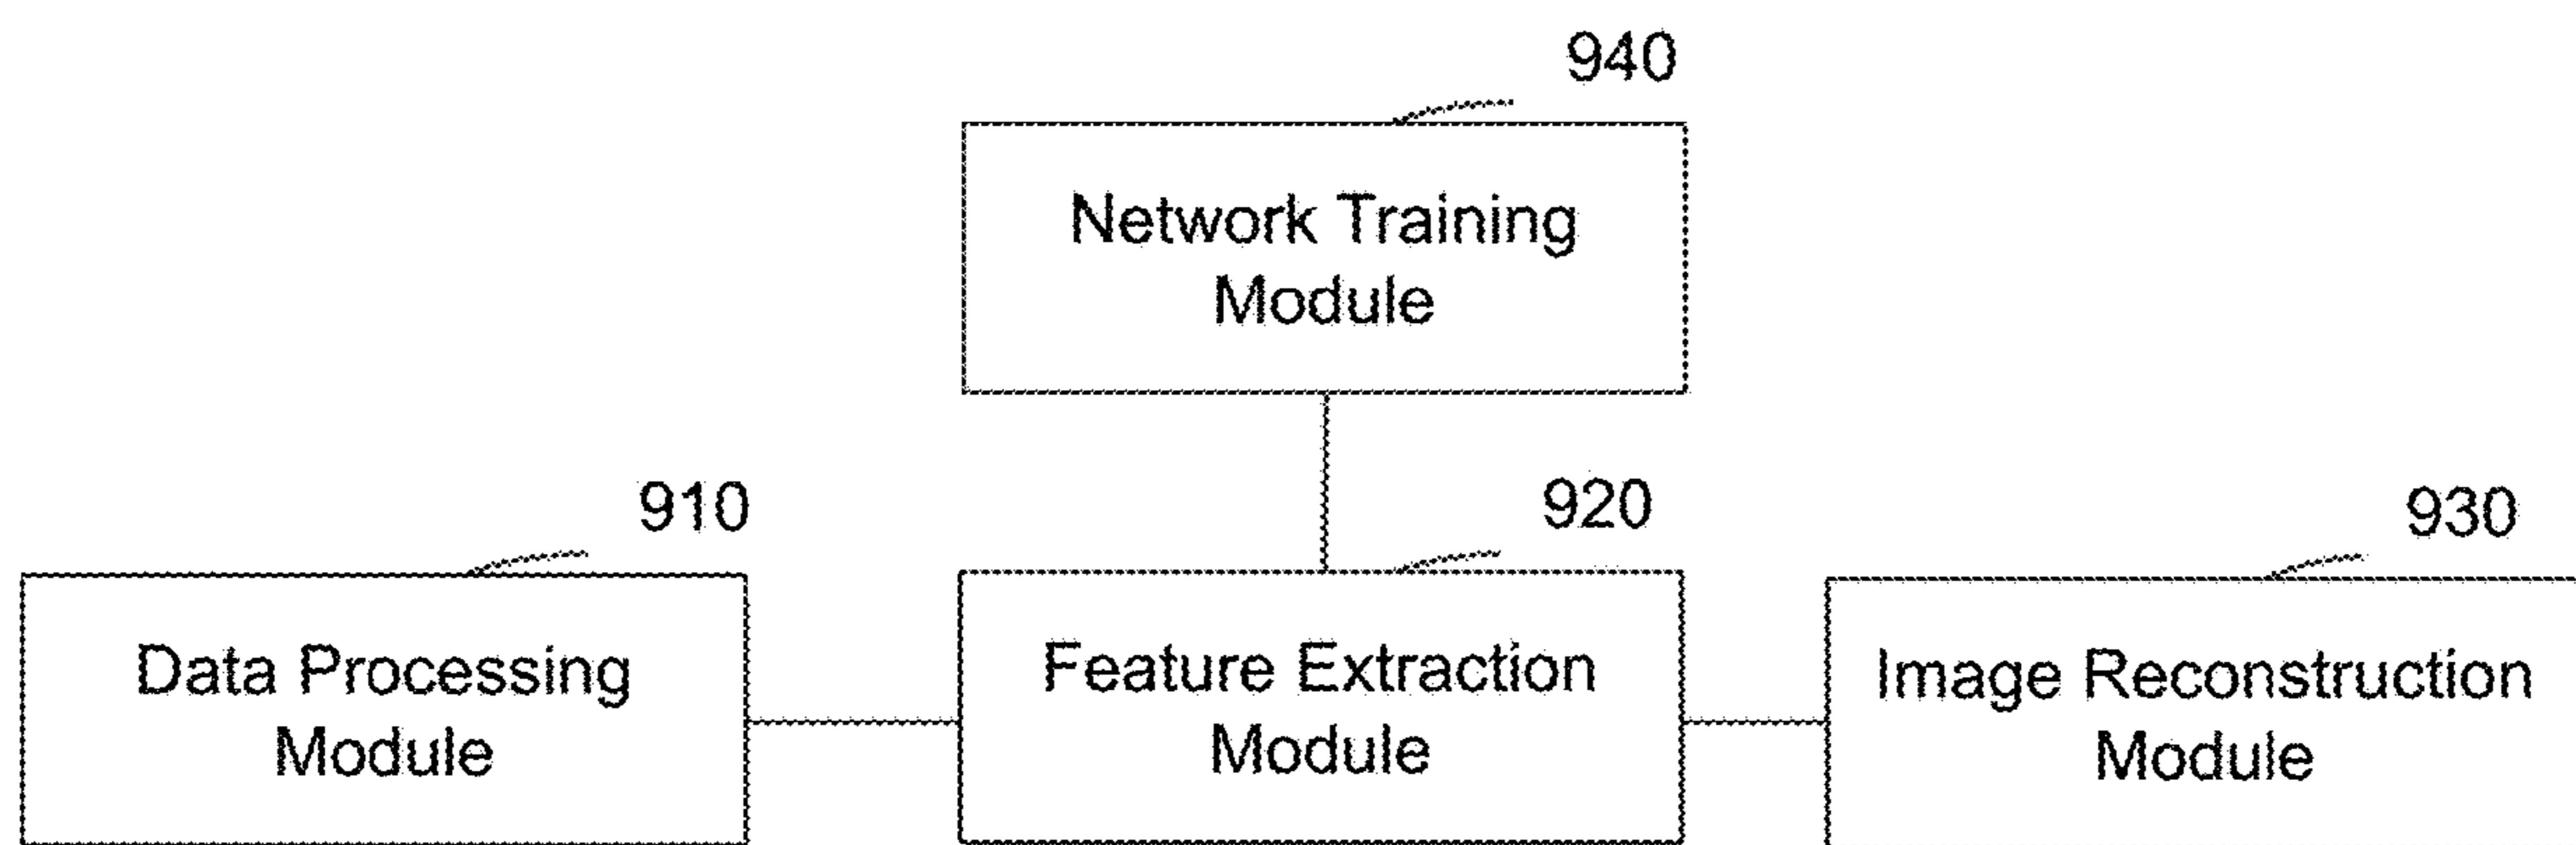 940
Network Training
Module
910
920
930
Data Processing
Module
Feature Extraction
Module
Image Reconstruction
Module